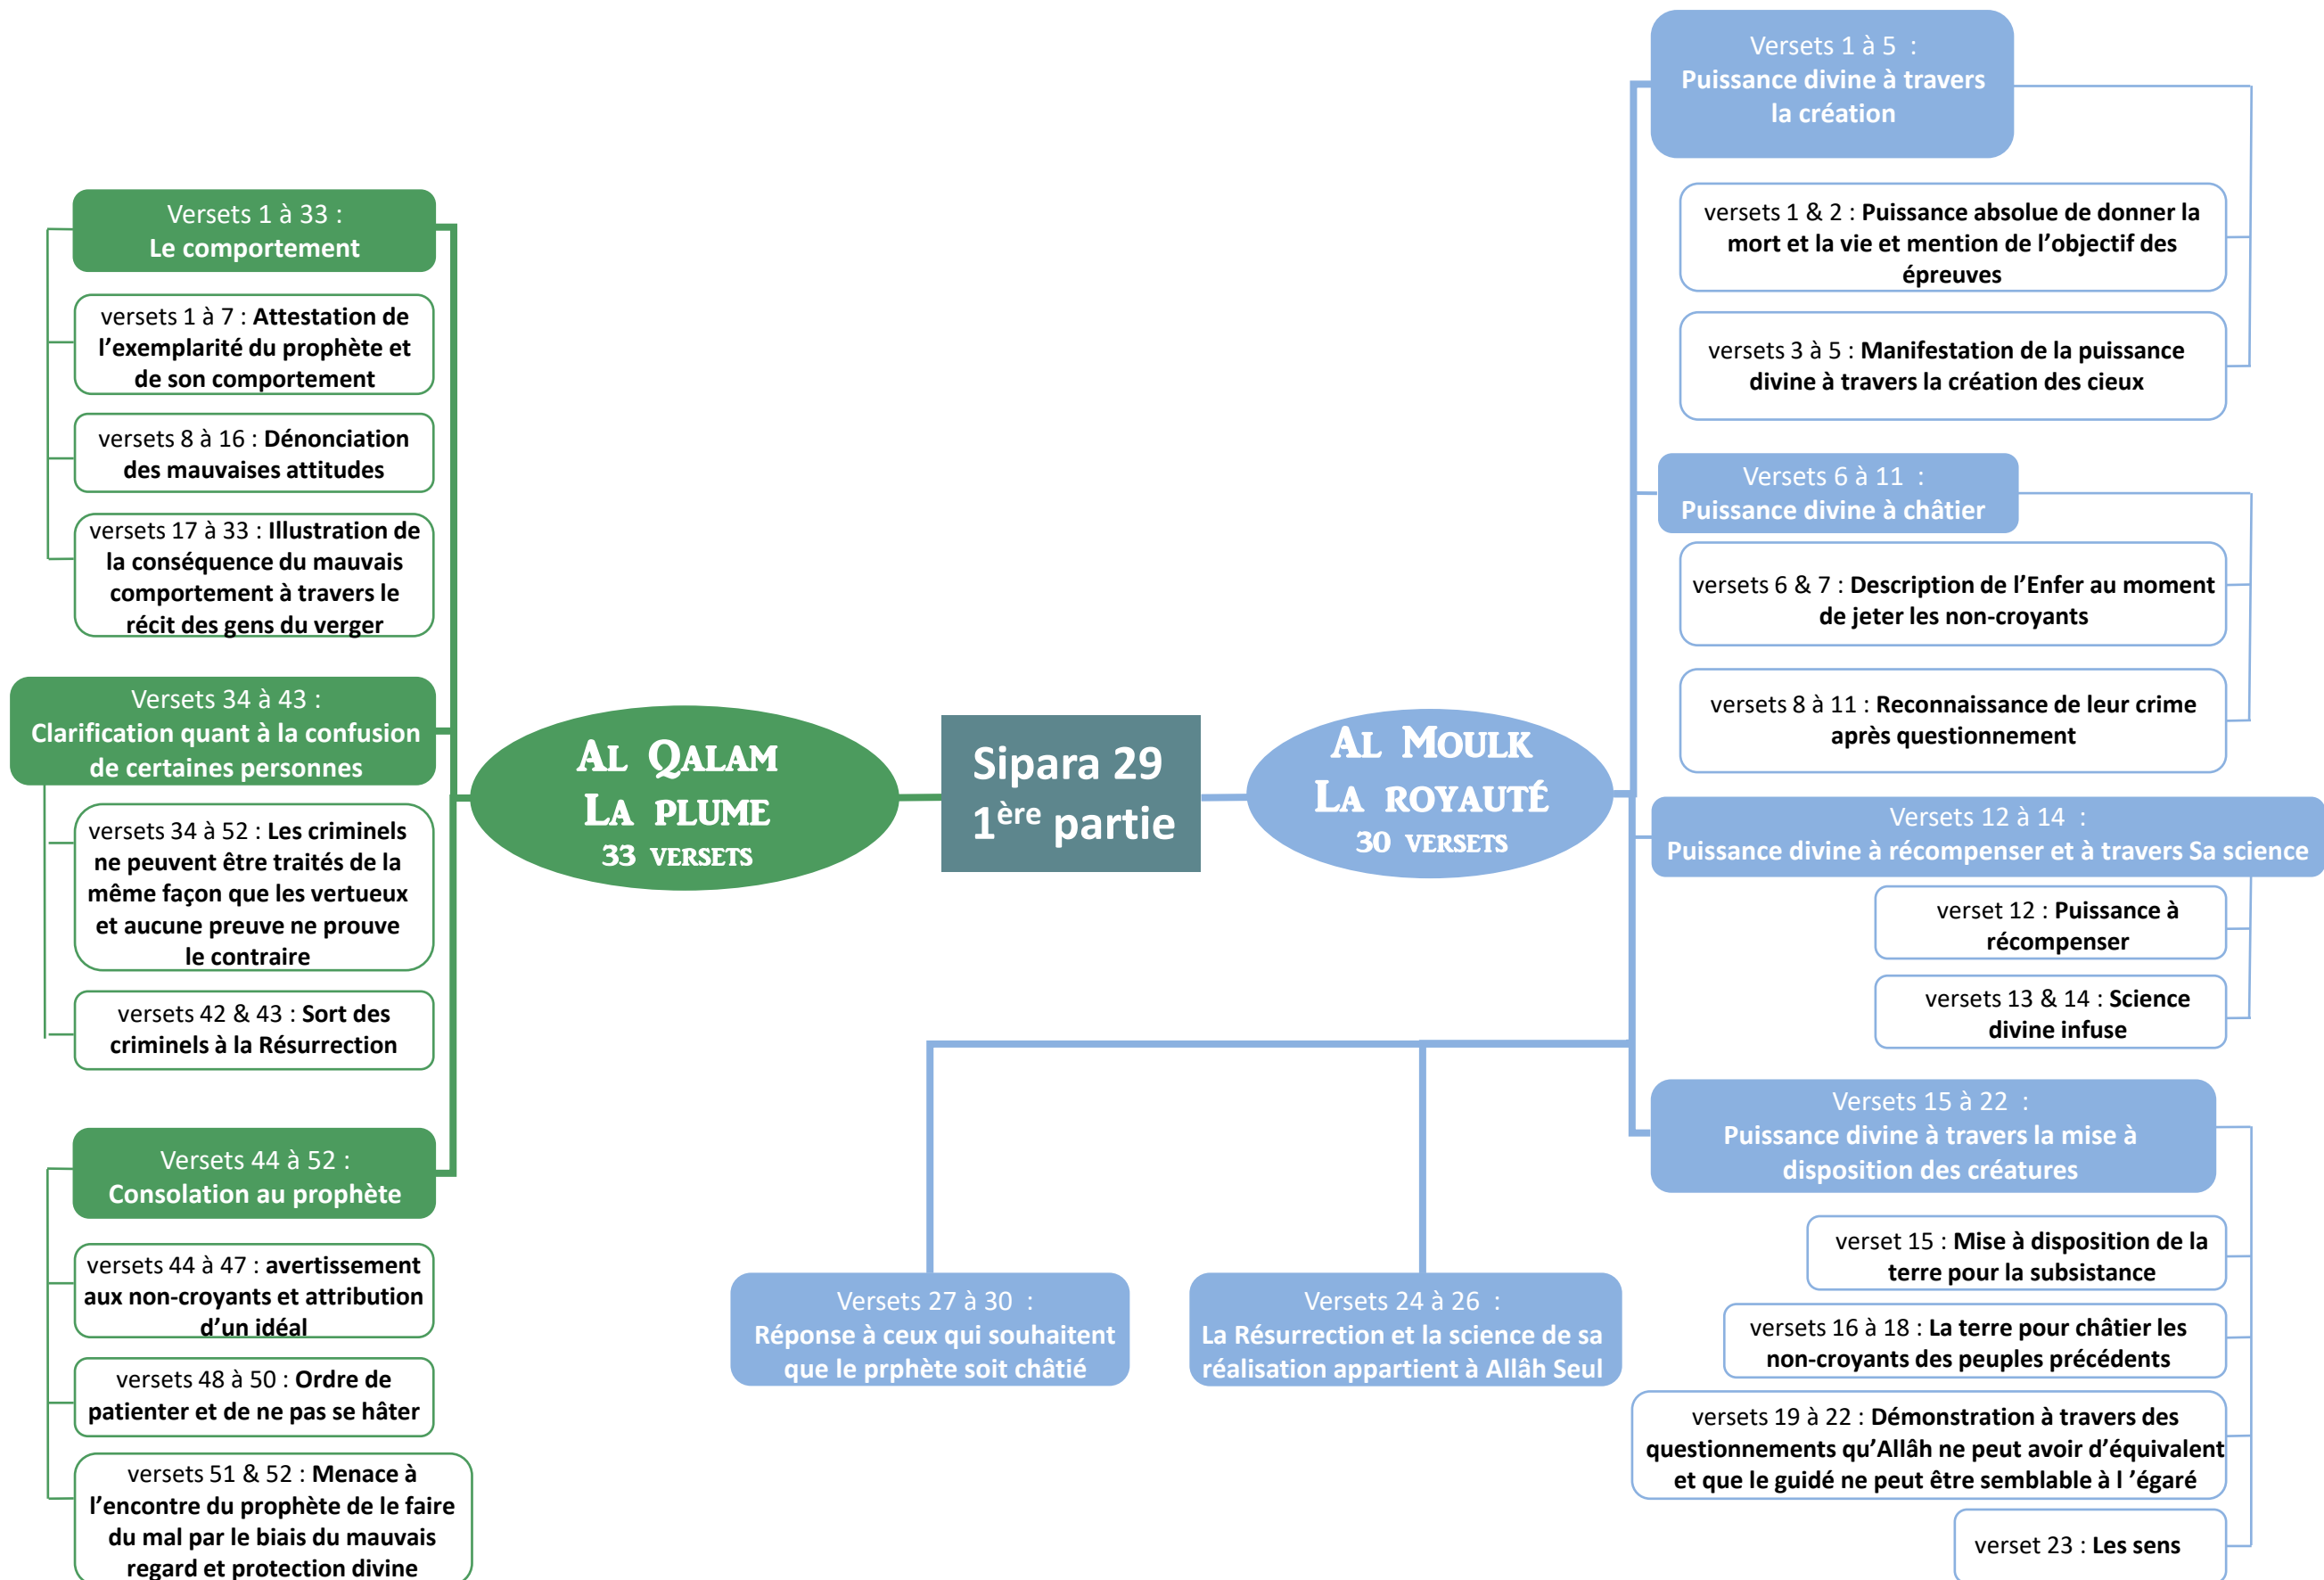 Sipara 29
1ère partie
AL MOULK
LA ROYAUTÉ
30 VERSETS
Versets 1 à 5 :
Puissance divine à travers
la création
versets 1 & 2 : Puissance absolue de donner la
mort et la vie et mention de l’objectif des
épreuves
versets 3 à 5 : Manifestation de la puissance
divine à travers la création des cieux
Versets 6 à 11 :
Puissance divine à châtier
versets 6 & 7 : Description de l’Enfer au moment
de jeter les non-croyants
versets 8 à 11 : Reconnaissance de leur crime
après questionnement
Versets 12 à 14 :
Puissance divine à récompenser et à travers Sa science
verset 12 : Puissance à
récompenser
versets 13 & 14 : Science
divine infuse
Versets 15 à 22 :
Puissance divine à travers la mise à
disposition des créatures
verset 15 : Mise à disposition de la
terre pour la subsistance
versets 16 à 18 : La terre pour châtier les
non-croyants des peuples précédents
versets 19 à 22 : Démonstration à travers des
questionnements qu’Allâh ne peut avoir d’équivalent
et que le guidé ne peut être semblable à l ’égaré
verset 23 : Les sens
Versets 24 à 26 :
La Résurrection et la science de sa
réalisation appartient à Allâh Seul
Versets 27 à 30 :
Réponse à ceux qui souhaitent
que le prphète soit châtié
AL QALAM
LA PLUME
33 VERSETS
Versets 1 à 33 :
Le comportement
versets 1 à 7 : Attestation de
l’exemplarité du prophète et
de son comportement
versets 8 à 16 : Dénonciation
des mauvaises attitudes
versets 17 à 33 : Illustration de
la conséquence du mauvais
comportement à travers le
récit des gens du verger
Versets 34 à 43 :
Clarification quant à la confusion
de certaines personnes
versets 34 à 52 : Les criminels
ne peuvent être traités de la
même façon que les vertueux
et aucune preuve ne prouve
le contraire
versets 42 & 43 : Sort des
criminels à la Résurrection
Versets 44 à 52 :
Consolation au prophète
versets 44 à 47 : avertissement
aux non-croyants et attribution
d’un idéal
versets 48 à 50 : Ordre de
patienter et de ne pas se hâter
versets 51 & 52 : Menace à
l’encontre du prophète de le faire
du mal par le biais du mauvais
regard et protection divine